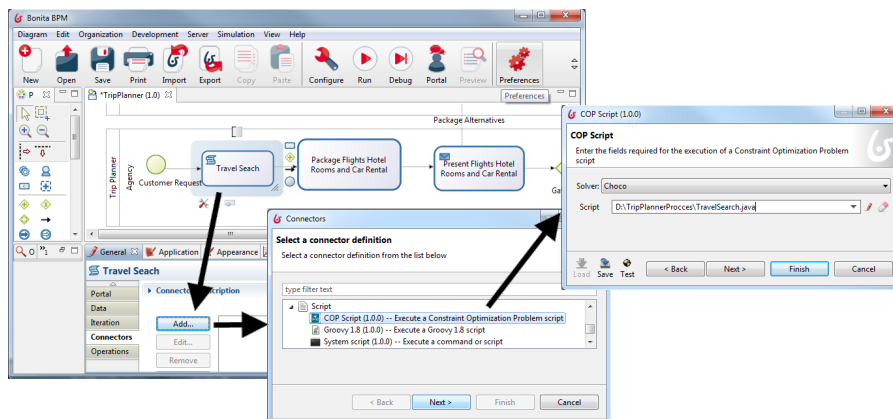 Bonita BPM
Diagram Edit Organization Development Server Simulation View Help
New Open Save Print Import Export Copy Paste Configure Run Debug Portal Preview Preferences
P
*TripPlanner (1.0)
Preferences
Package Alternatives
Trip Planner
Agency
Customer Request
Travel Seach
Package Flights Hotel
Rooms and Car Rental
Present Flights Hotel
Rooms and Car Rental
Ga
O
»1
General Application Appearance
Travel Seach
Portal
Data
Iteration
Connectors
Operations
Add...
Edit...
Remove
Connectors
Select a connector definition
Select a connector definition from the list below
type filter text
Script
COP Script (1.0.0) -- Execute a Constraint Optimization Problem script
Groovy 1.8 (1.0.0) -- Execute a Groovy 1.8 script
System script (1.0.0) -- Execute a command or script
< Back Next > Finish Cancel
COP Script (1.0.0)
COP Script
Enter the fields required for the execution of a Constraint Optimization Problem
script
Solver: Choco
Script D:\TripPlannerProcces\TravelSearch.java
Load Save Test < Back Next > Finish Cancel